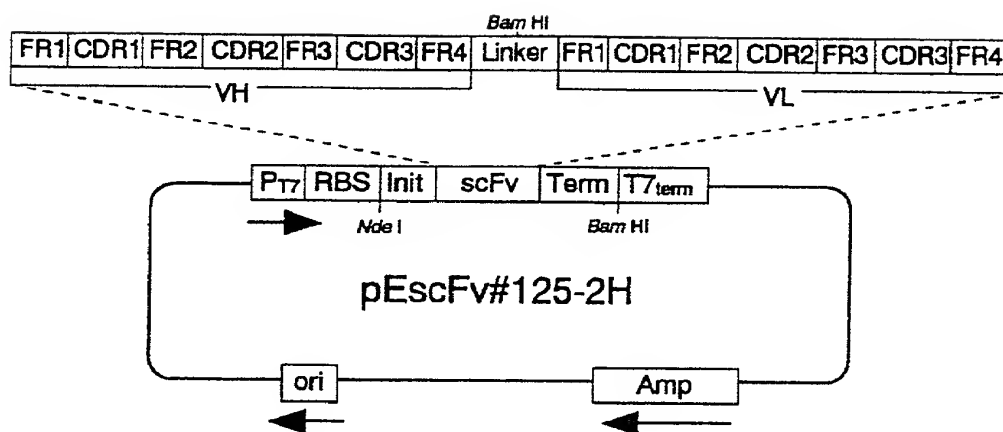 Bam HI
FR1 CDR1 FR2 CDR2 FR3 CDR3 FR4 Linker FR1 CDR1 FR2 CDR2 FR3 CDR3 FR4
VH VL
PT7 RBS Init scFv Term T7term
Nde I Bam HI
pEscFv#125-2H
ori Amp